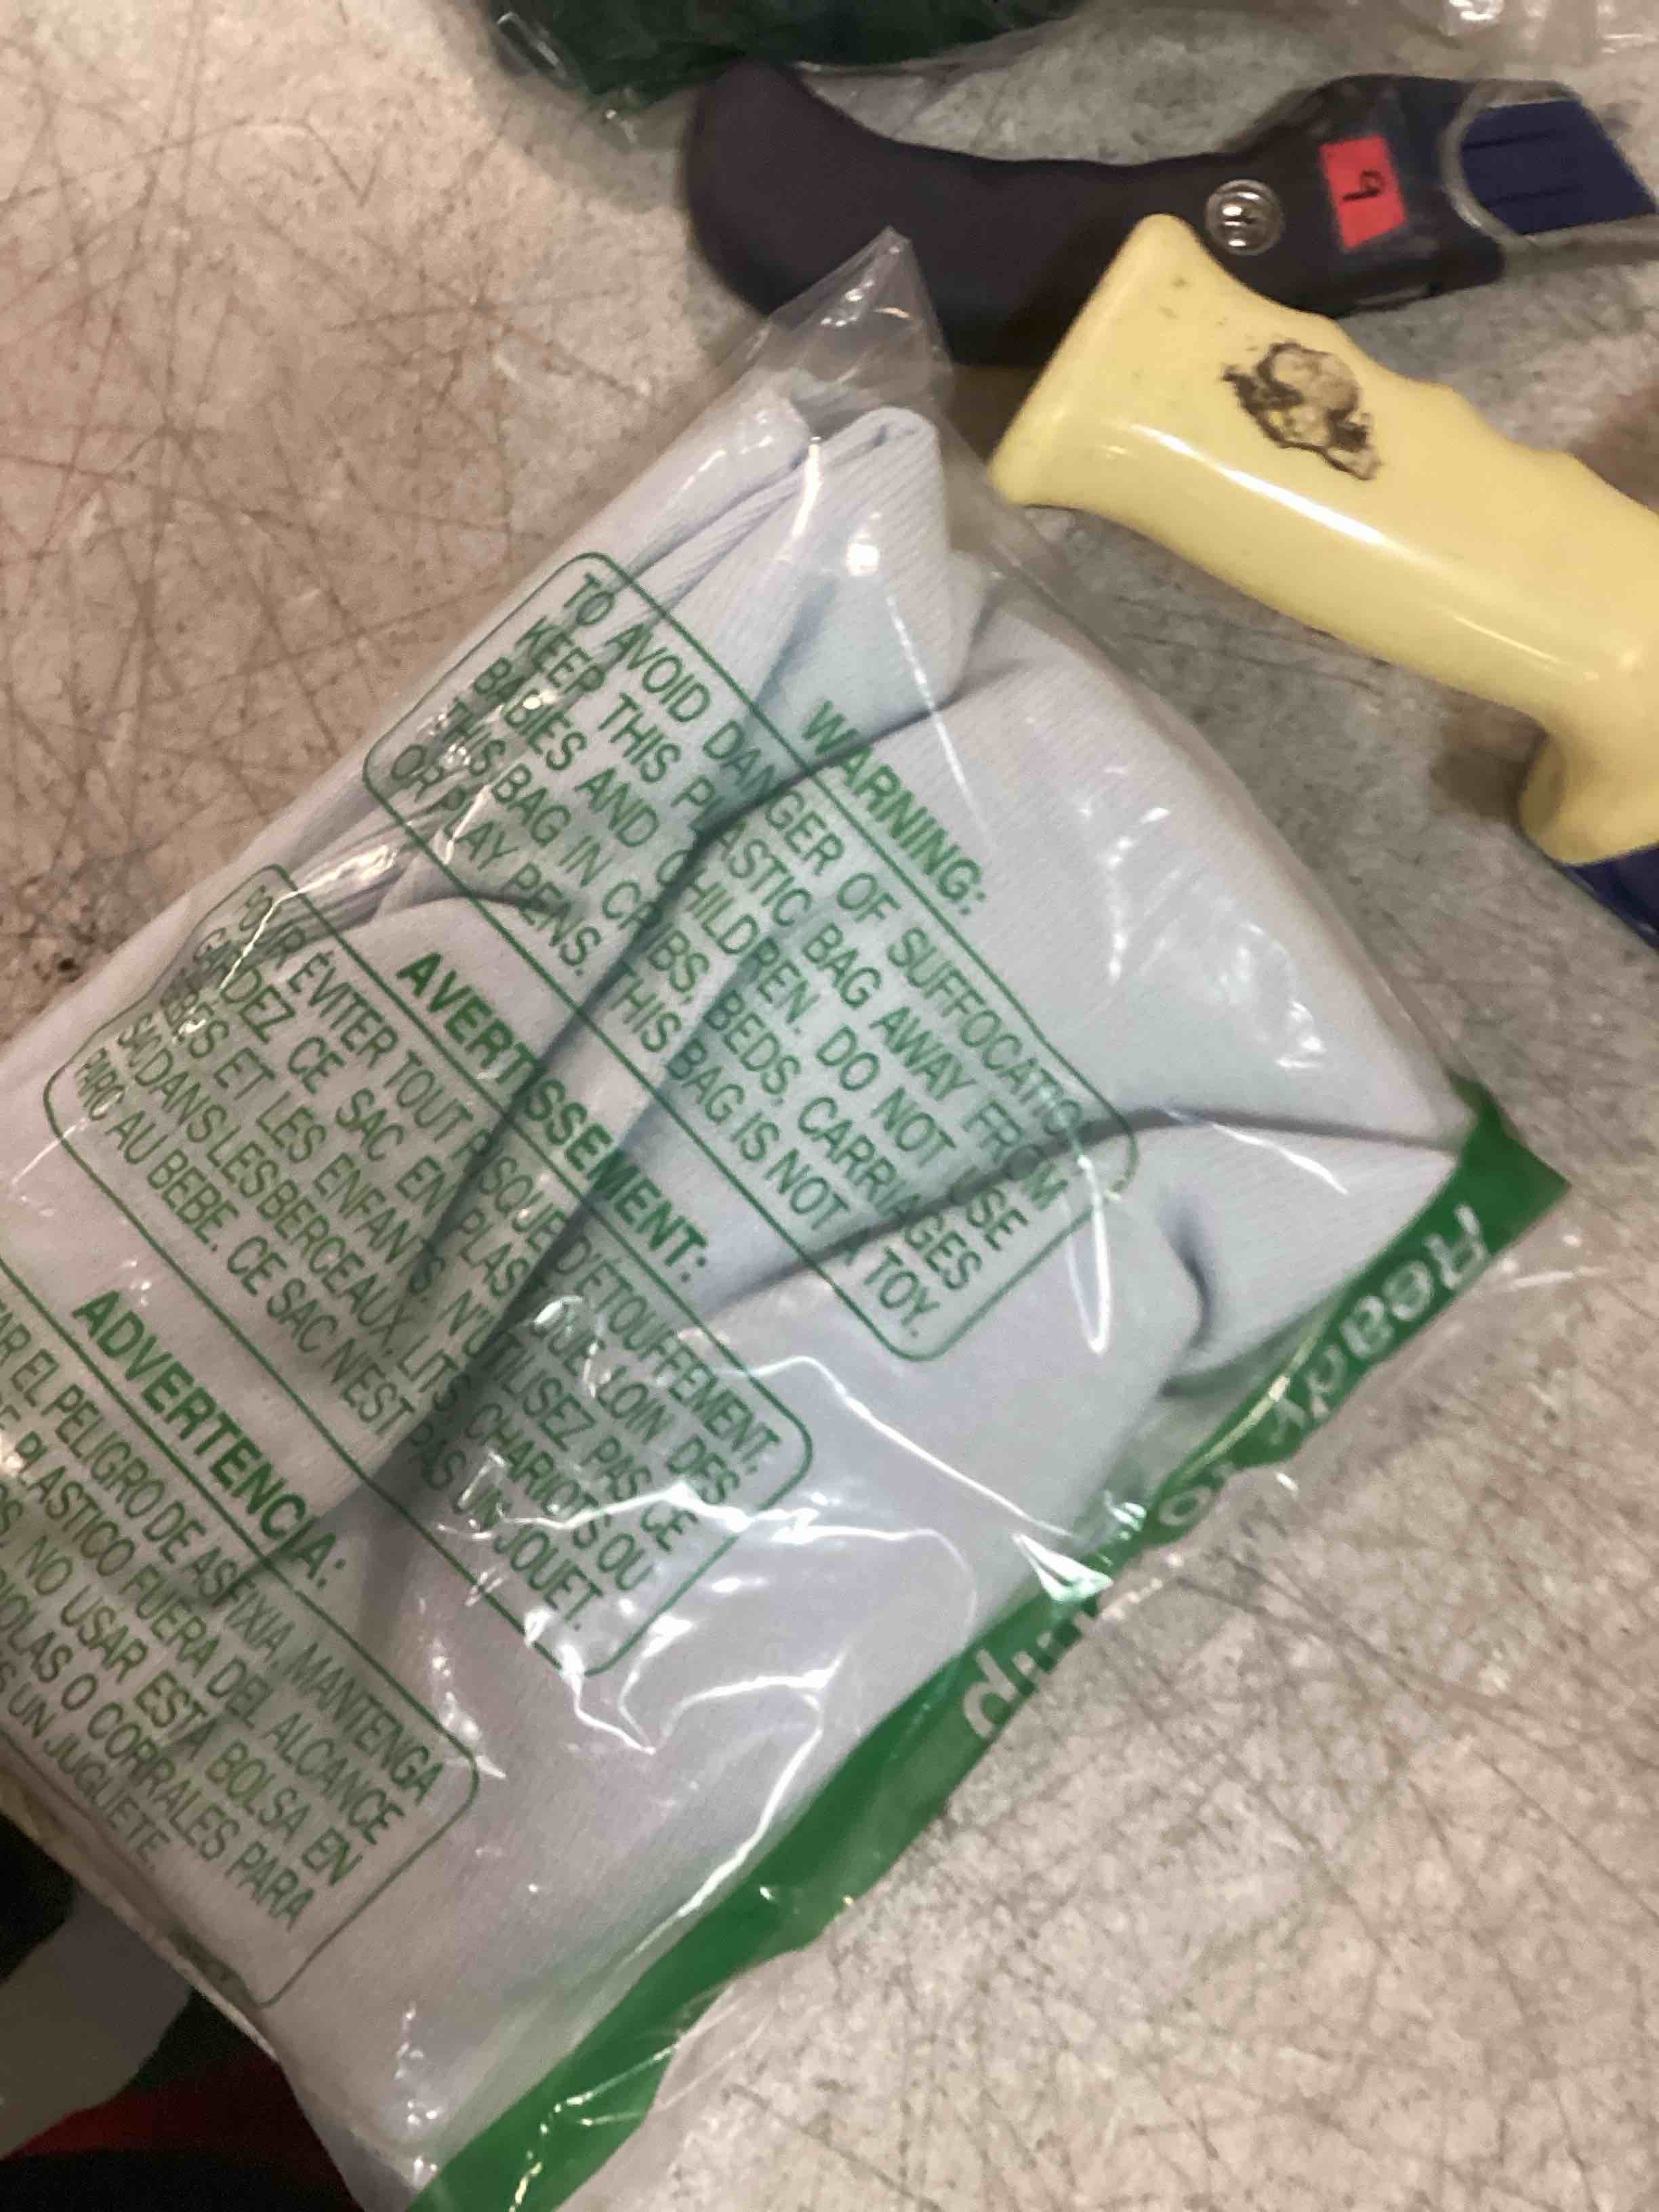 WARNING:
TO AVOID DANGER OF SUFFOCATION
KEEP THIS PLASTIC BAG AWAY FROM
BABIES AND CHILDREN. DO NOT USE
THIS BAG IN CRIBS, BEDS, CARRIAGES
OR PLAY PENS. THIS BAG IS NOT A TOY.
AVERTISSEMENT:
POUR ÉVITER TOUT RISQUE D'ÉTOUFFEMENT,
GARDEZ CE SAC EN PLASTIQUE LOIN DES
BÉBÉS ET LES ENFANTS. N'UTILISEZ PAS CE
SAC DANS LES BERCEAUX, LITS, CHARIOTS OU
PARC AU BEBE. CE SAC N'EST PAS UN JOUET.
ADVERTENCIA:
EL PELIGRO DE ASFIXIA, MANTENGA
PLASTICO FUERA DEL ALCANCE
NO USAR ESTA BOLSA EN
O CORRALES PARA
UN JUGUETE.
Ready
6